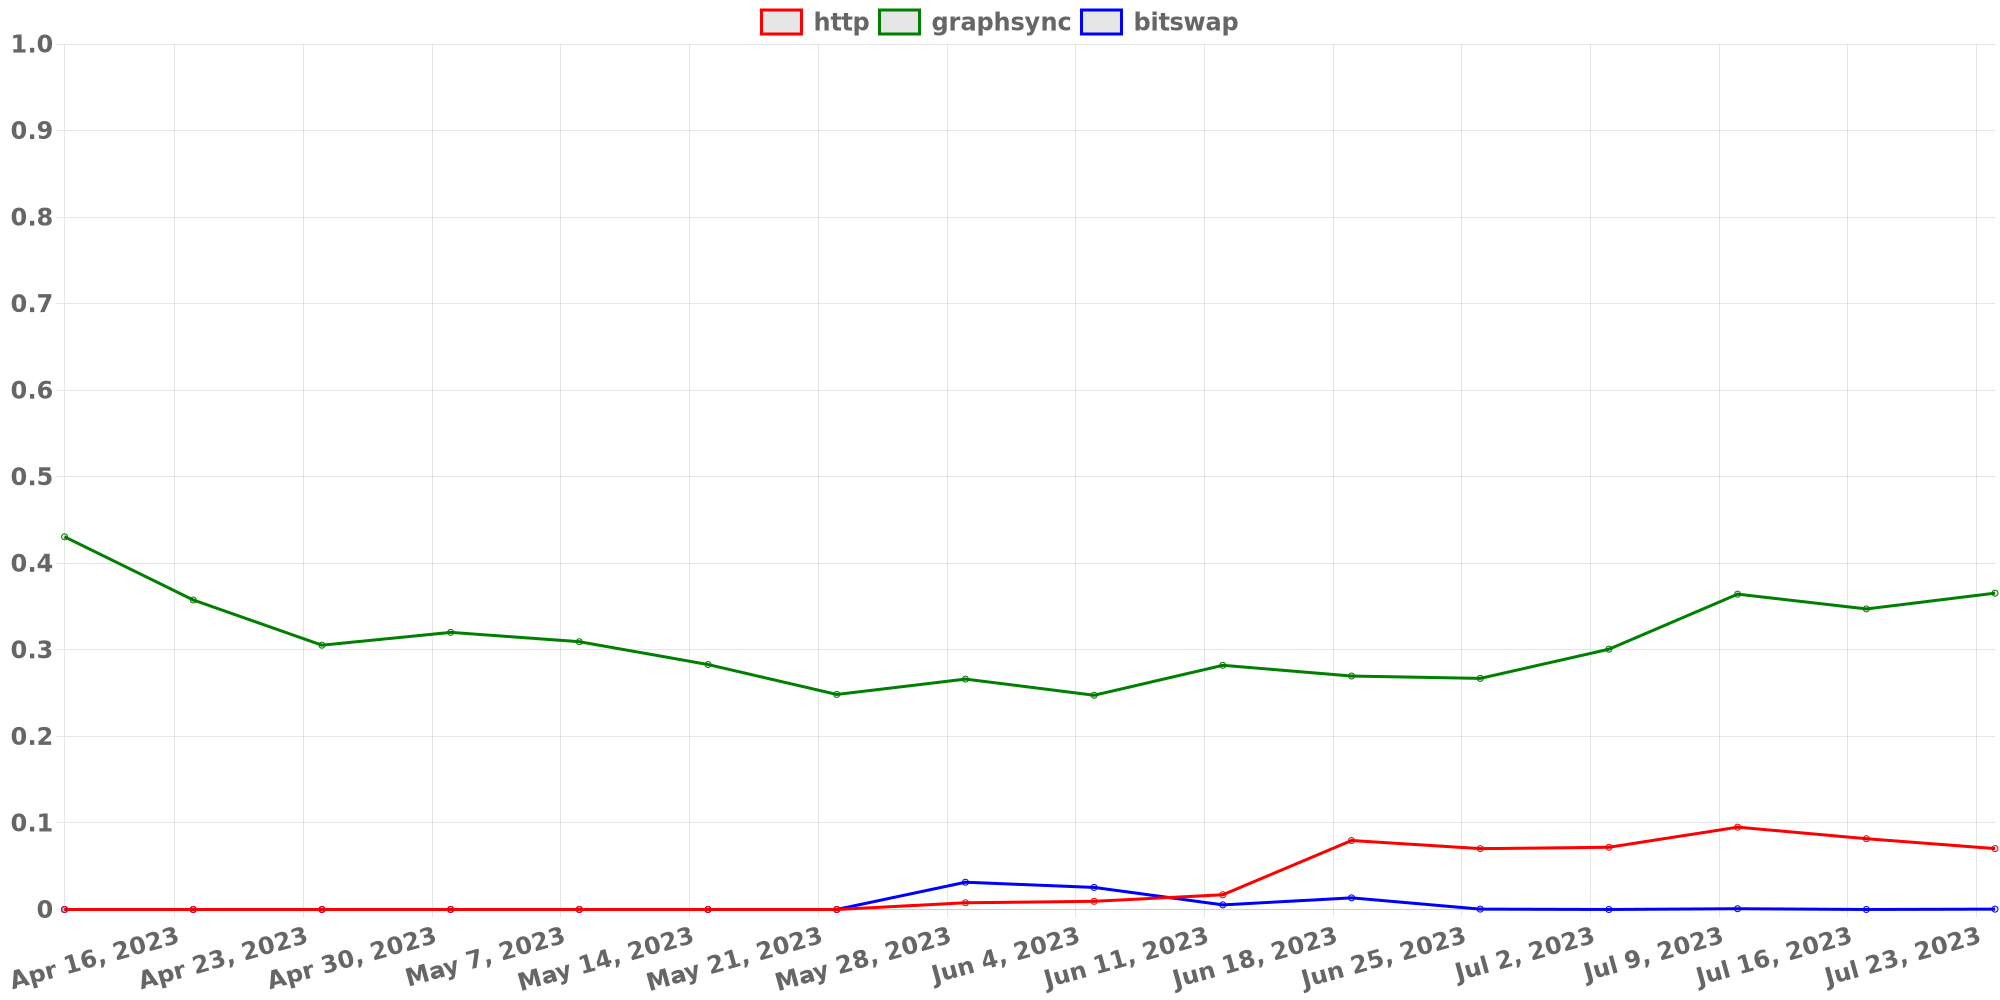 http graphsync bitswap
1.0
0.9
0.8
0.7
0.6
0.5
0.4
0.3
0.2
0.1
0
Apr 16, 2023
Apr 23, 2023
Apr 30, 2023
May 7, 2023
May 14, 2023
May 21, 2023
May 28, 2023
Jun 4, 2023
Jun 11, 2023
Jun 18, 2023
Jun 25, 2023
Jul 2, 2023
Jul 9, 2023
Jul 16, 2023
Jul 23, 2023